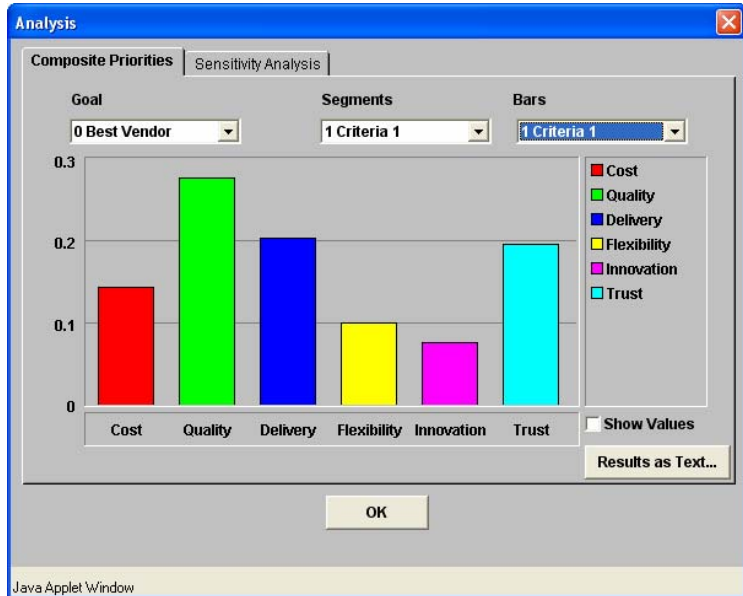 Analysis
Composite Priorities Sensitivity Analysis
Goal Segments Bars
0 Best Vendor 1 Criteria 1 1 Criteria 1
0.3
0.2
0.1
0
Cost Quality Delivery Flexibility Innovation Trust
Cost
Quality
Delivery
Flexibility
Innovation
Trust
Show Values
Results as Text...
OK
Java Applet Window